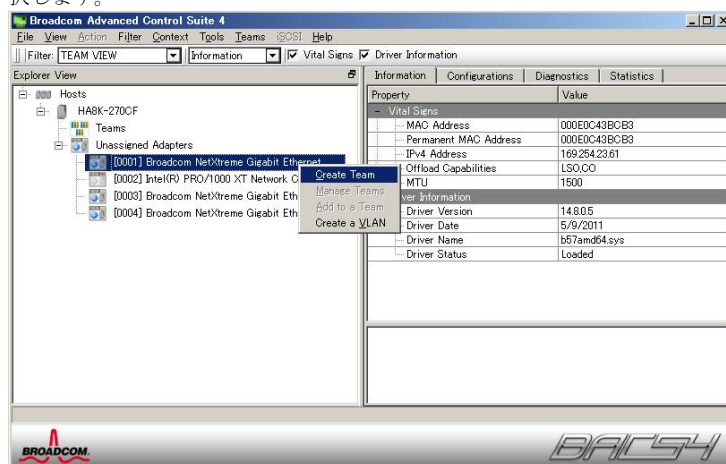 択します。
Broadcom Advanced Control Suite 4
File View Action Filter Context Tools Teams iSCSI Help
Filter: TEAM VIEW Information Vital Signs Driver Information
Explorer View
Information Configurations Diagnostics Statistics
Hosts
HA8K-270CF
Teams
Unassigned Adapters
[0001] Broadcom NetXtreme Gigabit Ethernet
[0002] Intel(R) PRO/1000 XT Network C
[0003] Broadcom NetXtreme Gigabit Eth
[0004] Broadcom NetXtreme Gigabit Eth
Create Team
Manage Teams
Add to a Team
Create a VLAN
Property Value
Vital Signs
MAC Address 000E0C43BCB3
Permanent MAC Address 000E0C43BCB3
IPv4 Address 169.254.23.61
Offload Capabilities LSO,CO
MTU 1500
ver Information
Driver Version 14.8.0.5
Driver Date 5/9/2011
Driver Name b57amd64.sys
Driver Status Loaded
BROADCOM.
BACS4